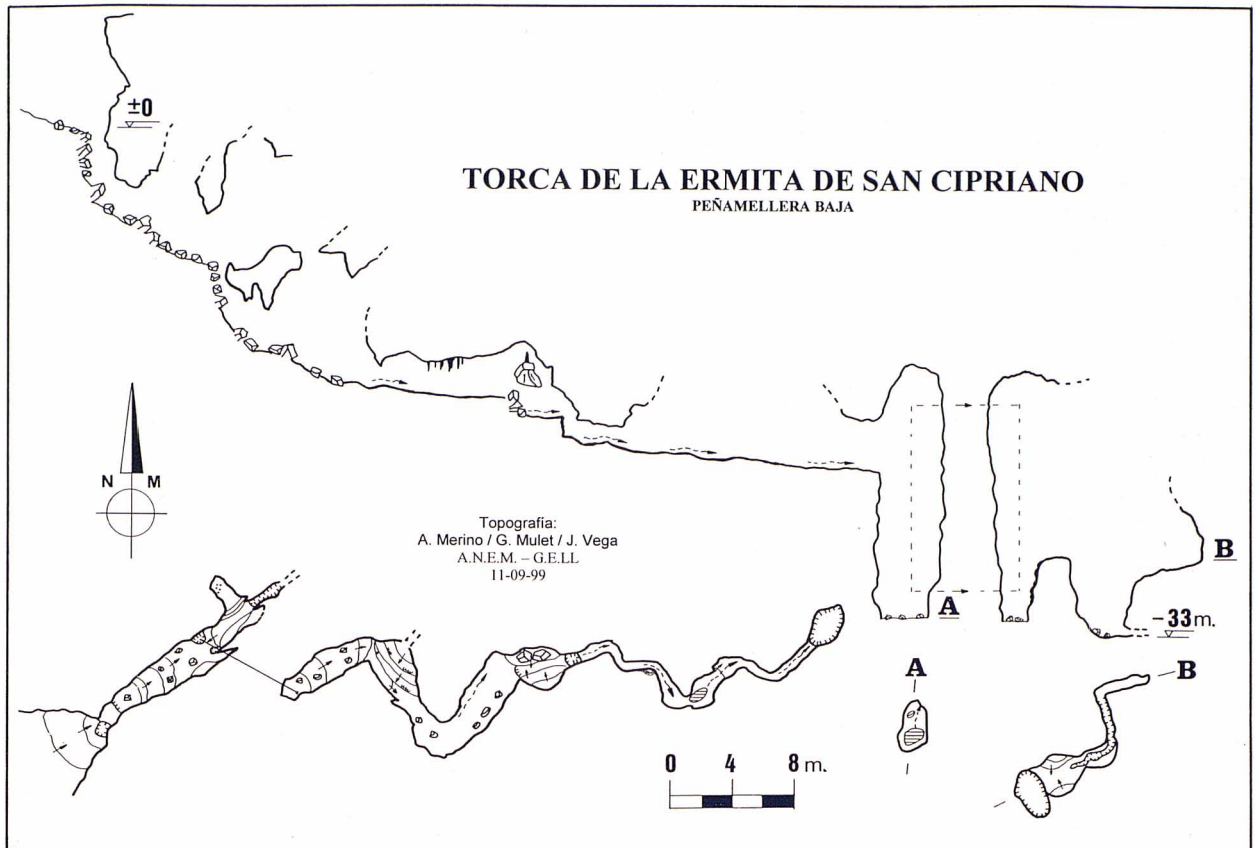 ±0
TORCA DE LA ERMITA DE SAN CIPRIANO
PEÑAMELLERA BAJA
N M
Topografía:
A. Merino / G. Mulet / J. Vega
A.N.E.M. – G.E.LL
11-09-99
B
A
-33m.
A
B
0 4 8 m.